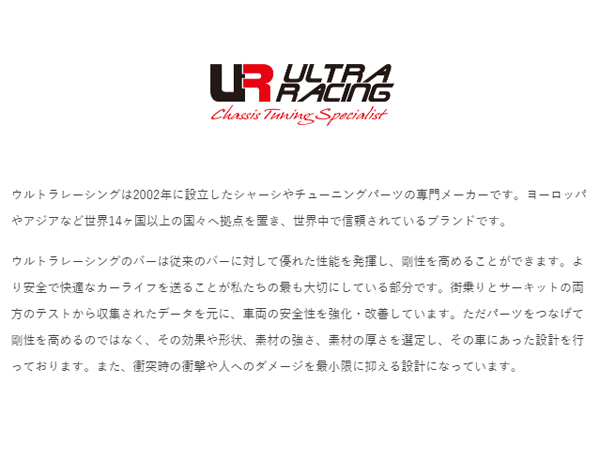 UR ULTRA
RACING
Chassis Tuning Specialist
ウルトラレーシングは2002年に設立したシャーシやチューニングパーツの専門メーカーです。ヨーロッパ
やアジアなど世界14ヶ国以上の国々へ拠点を置き、世界中で信頼されているブランドです。
ウルトラレーシングのバーは従来のバーに対して優れた性能を発揮し、剛性を高めることができます。よ
り安全で快適なカーライフを送ることが私たちの最も大切にしている部分です。街乗りとサーキットの両
方のテストから収集されたデータを元に、車両の安全性を強化・改善しています。ただパーツをつなげて
剛性を高めるのではなく、その効果や形状、素材の強さ、素材の厚さを選定し、その車にあった設計を行
っております。また、衝突時の衝撃や人へのダメージを最小限に抑える設計になっています。